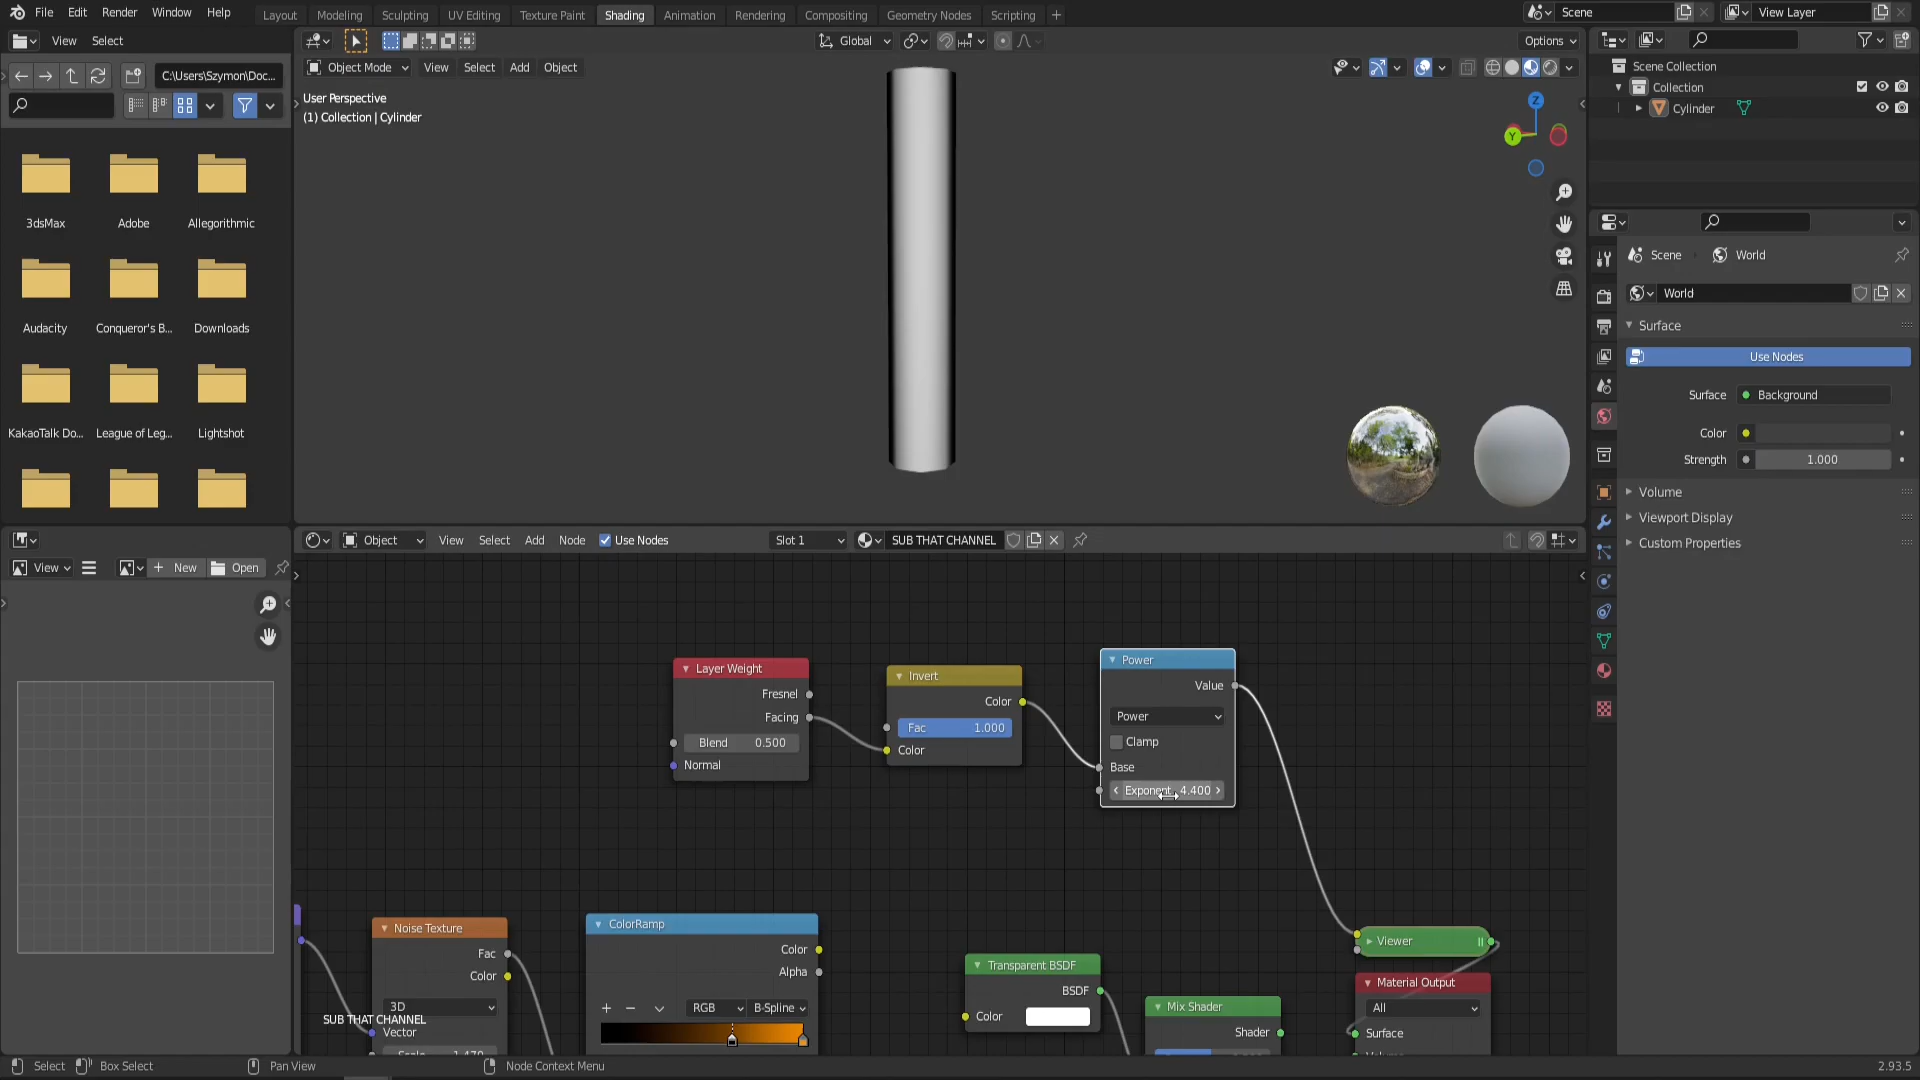 File Edit Render Window Help
Layout Modeling Sculpting UV Editing Texture Paint Shading Animation Rendering Compositing Geometry Nodes Scripting
Scene
View Layer
View Select
Global
Options
C:\Users\Szymon\Doc...
Object Mode View Select Add Object
Scene Collection
Collection
Cylinder
User Perspective
(1) Collection | Cylinder
Z
Y
3dsMax Adobe Allegorithmic
Audacity Conqueror's B... Downloads
KakaoTalk Do... League of Leg... Lightshot
Scene World
World
Surface
Use Nodes
Surface Background
Color
Strength 1.000
Volume
Viewport Display
Custom Properties
Object View Select Add Node Use Nodes Slot 1 SUB THAT CHANNEL
View New Open
Layer Weight
Fresnel
Facing
Blend 0.500
Normal
Invert
Color
Fac 1.000
Color
Power
Value
Power
Clamp
Base
Exponent 4.400
Noise Texture
Fac
Color
3D
Vector
SUB THAT CHANNEL
ColorRamp
Color
Alpha
RGB B-Spline
Transparent BSDF
BSDF
Color
Mix Shader
Shader
Viewer
Material Output
All
Surface
Select Box Select Pan View Node Context Menu 2.93.5